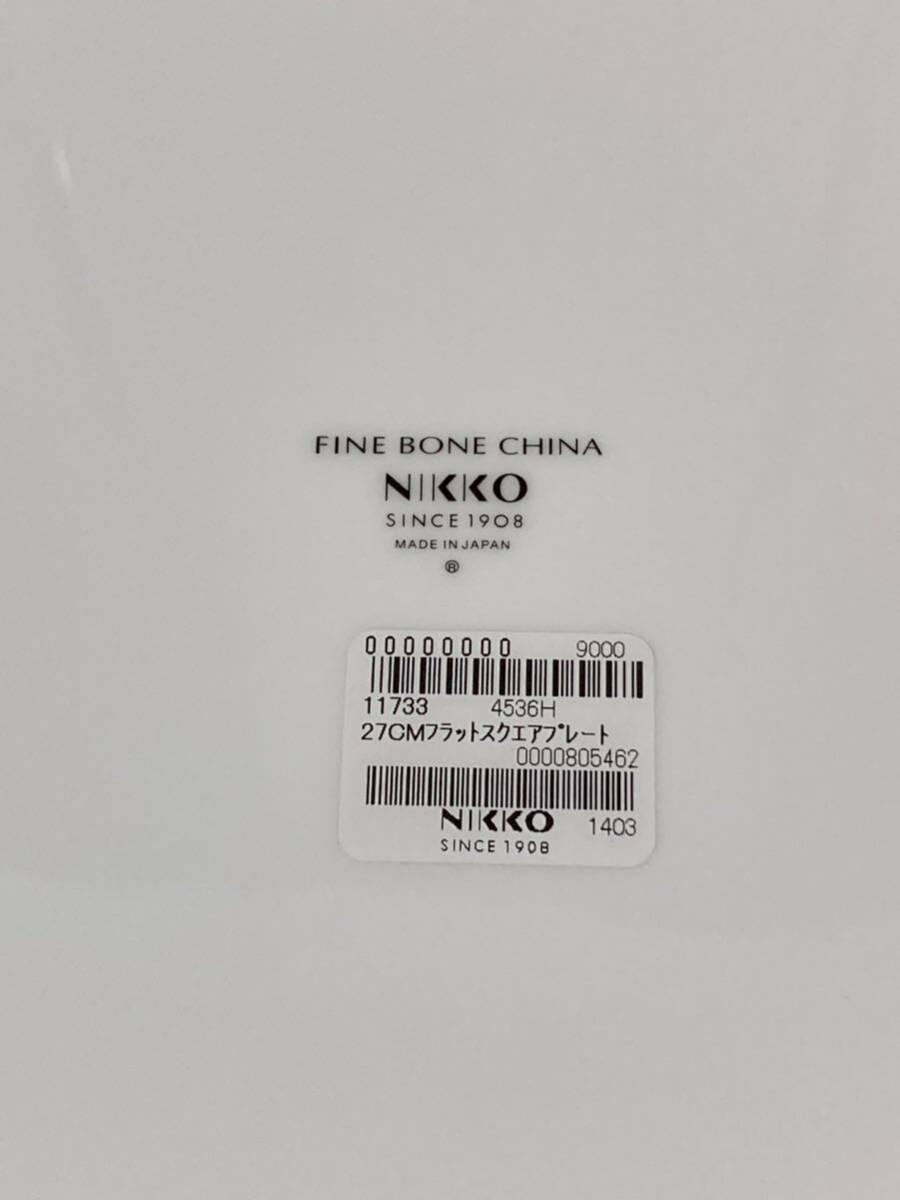 FINE BONE CHINA
NIKKO
SINCE 1908
MADE IN JAPAN
®
00000000 9000
11733 4536H
27CMフラットスクエアプレート
0000805462
NIKKO 1403
SINCE 1908